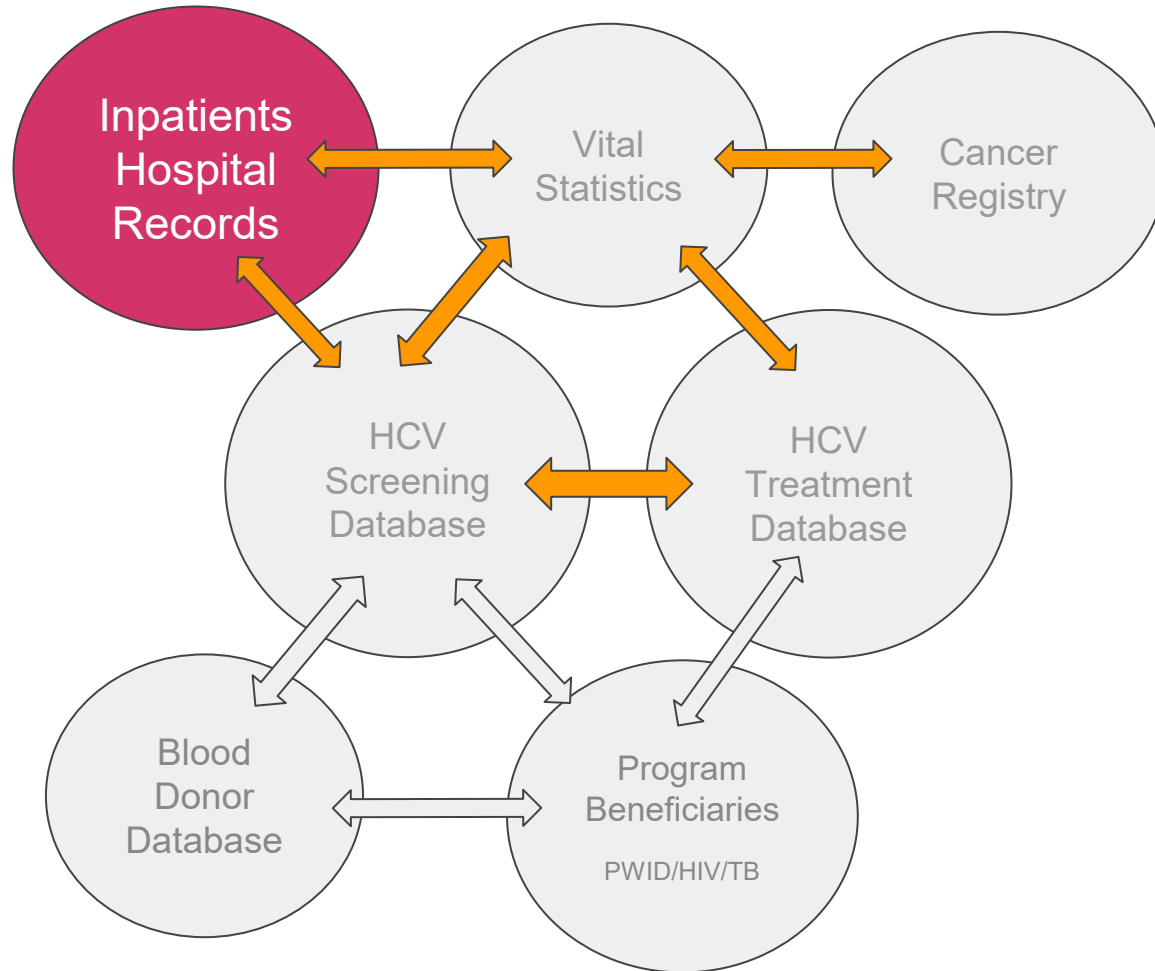 Inpatients
Hospital
Records
Vital
Statistics
Cancer
Registry
HCV
Screening
Database
HCV
Treatment
Database
Blood
Donor
Database
Program
Beneficiaries
PWID/HIV/TB